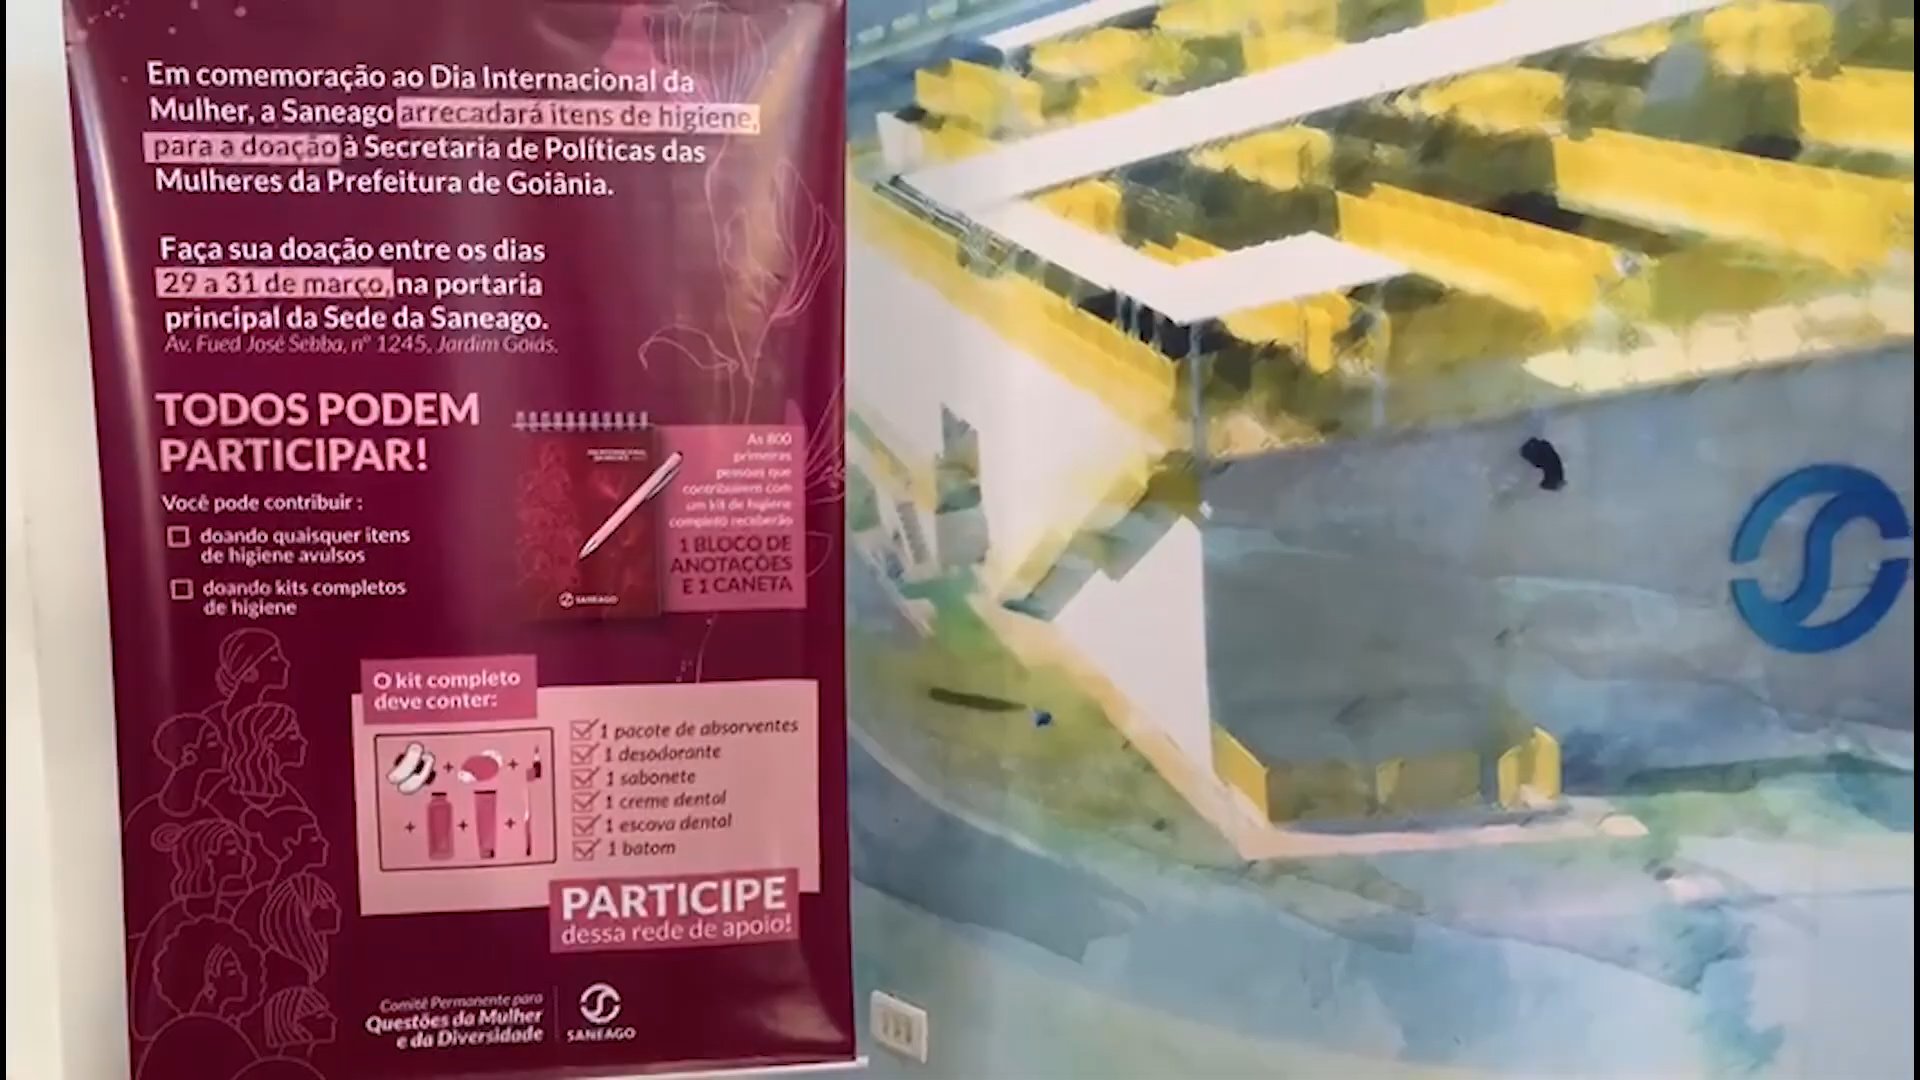 Em comemoração ao Dia Internacional da
Mulher, a Saneago arrecadará itens de higiene,
para a doação à Secretaria de Políticas das
Mulheres da Prefeitura de Goiânia.
Faça sua doação entre os dias
29 a 31 de março, na portaria
principal da Sede da Saneago.
Av. Fued José Sebba, nº 1245, Jardim Goiás.
TODOS PODEM
PARTICIPAR!
Você pode contribuir :
doando quaisquer itens
de higiene avulsos
doando kits completos
de higiene
As 800
primeiras
pessoas que
contribuirem com
um kit de higiene
completo receberão
1 BLOCO DE
ANOTAÇÕES
E 1 CANETA
SANEAGO
O kit completo
deve conter:
1 pacote de absorventes
1 desodorante
1 sabonete
1 creme dental
1 escova dental
1 batom
PARTICIPE
dessa rede de apoio!
Comitê Permanente para
Questões da Mulher
e da Diversidade
SANEAGO